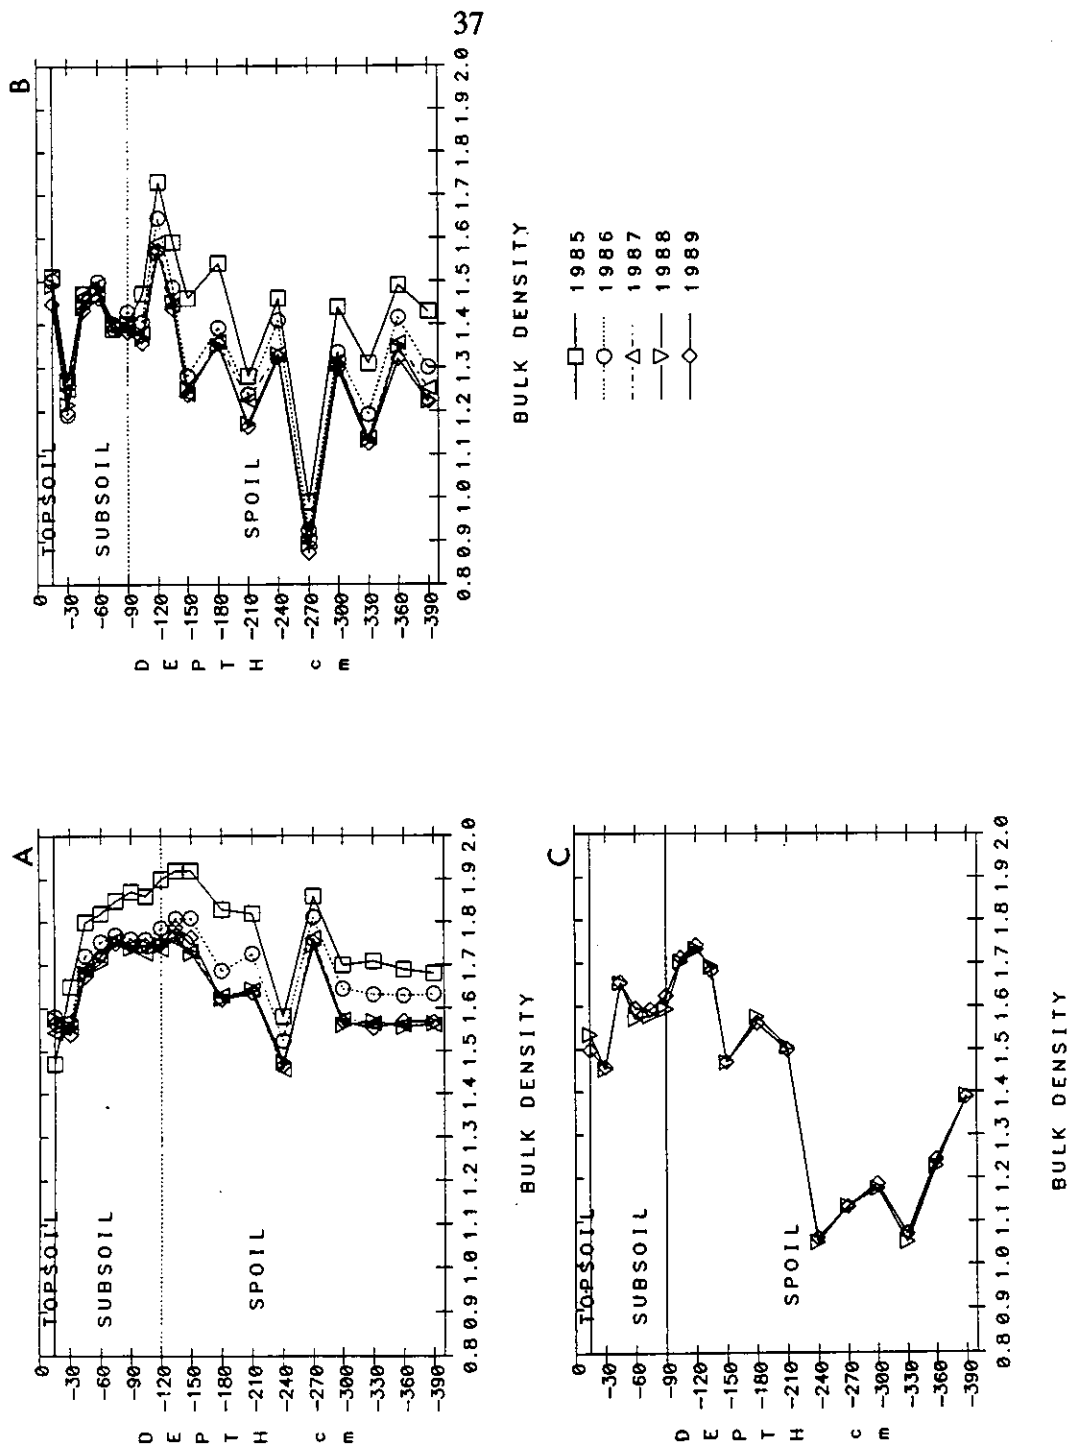 37
A
TOPSOIL
SUBSOIL
SPOIL
0
-30
-60
-90
-120
-150
-180
-210
-240
-270
-300
-330
-360
-390
DEPTH cm
0.8 0.9 1.0 1.1 1.2 1.3 1.4 1.5 1.6 1.7 1.8 1.9 2.0
BULK DENSITY
B
TOPSOIL
SUBSOIL
SPOIL
0
-30
-60
-90
-120
-150
-180
-210
-240
-270
-300
-330
-360
-390
DEPTH cm
0.8 0.9 1.0 1.1 1.2 1.3 1.4 1.5 1.6 1.7 1.8 1.9 2.0
BULK DENSITY
1985
1986
1987
1988
1989
C
TOPSOIL
SUBSOIL
SPOIL
0
-30
-60
-90
-120
-150
-180
-210
-240
-270
-300
-330
-360
-390
DEPTH cm
0.8 0.9 1.0 1.1 1.2 1.3 1.4 1.5 1.6 1.7 1.8 1.9 2.0
BULK DENSITY